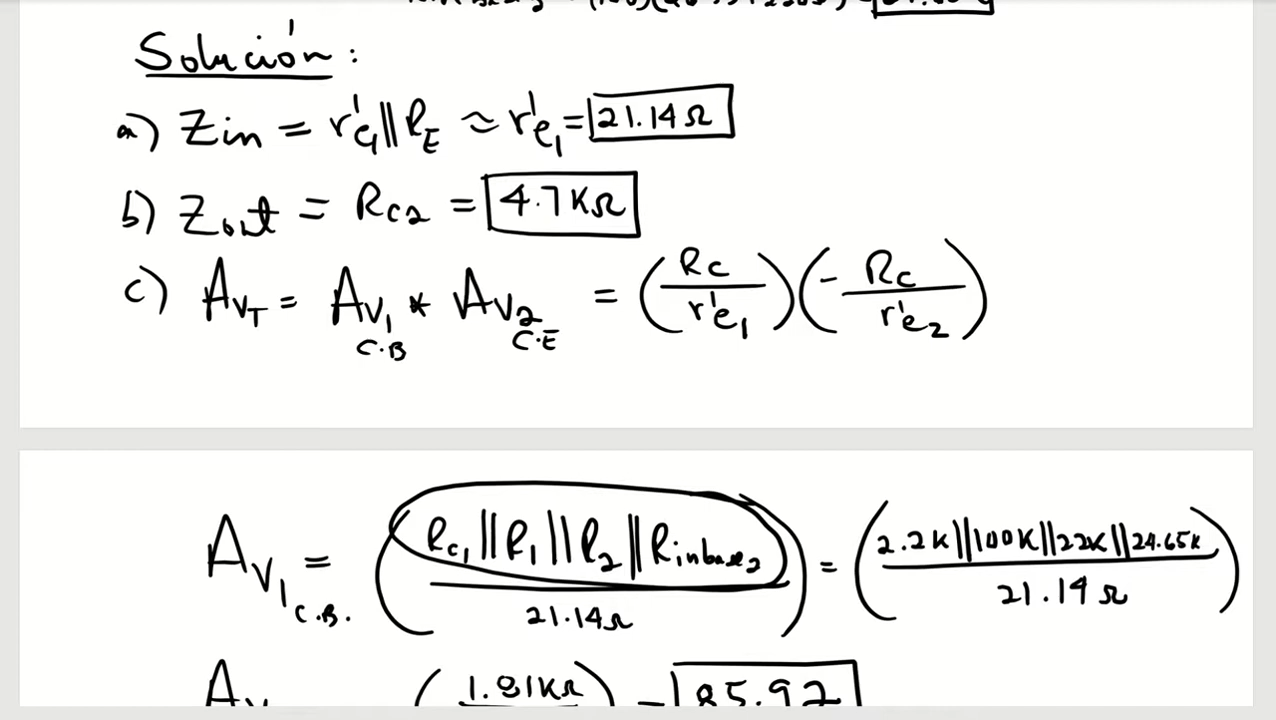 Solución:
a) Zin = r'e1 || RE ≈ r'e1 = 21.14Ω
b) Zout = RC2 = 4.7KΩ
c) AVT = AV1 * AV2 = (Rc / r'e1)(- Rc / r'e2)
C.B C.E
AV1 C.B. = (Rc1 || R1 || R2 || Rinbase2 / 21.14Ω) = (2.2K || 100K || 22K || 24.65K / 21.14Ω)
AV (1.81KΩ) = 85.92